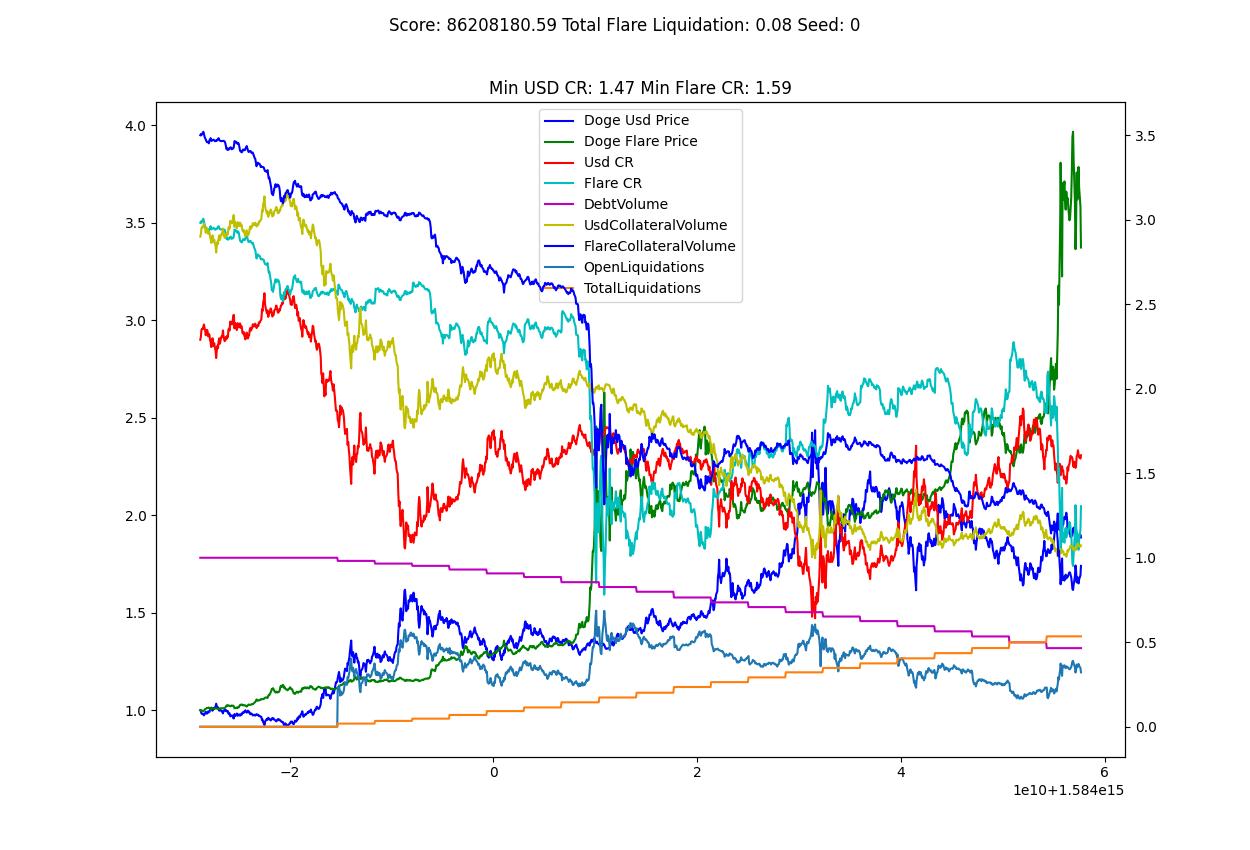 Score: 86208180.59 Total Flare Liquidation: 0.08 Seed: 0
Min USD CR: 1.47 Min Flare CR: 1.59
Doge Usd Price
Doge Flare Price
Usd CR
Flare CR
DebtVolume
UsdCollateralVolume
FlareCollateralVolume
OpenLiquidations
TotalLiquidations
4.0
3.5
3.0
2.5
2.0
1.5
1.0
3.5
3.0
2.5
2.0
1.5
1.0
0.5
0.0
−2
0
2
4
6
1e10+1.584e15